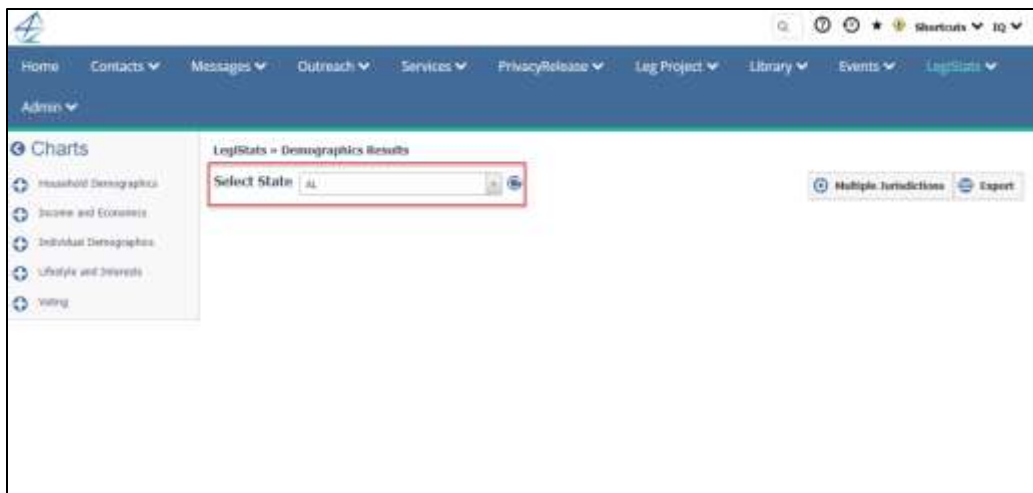 Shortcuts IQ
Home Contacts Messages Outreach Services PrivacyRelease Leg Project Library Events LegiStats
Admin
Charts
Household Demographics
Income and Economics
Individual Demographics
Lifestyle and Interests
Voting
LegiStats » Demographics Results
Select State AL
Multiple Jurisdictions Export